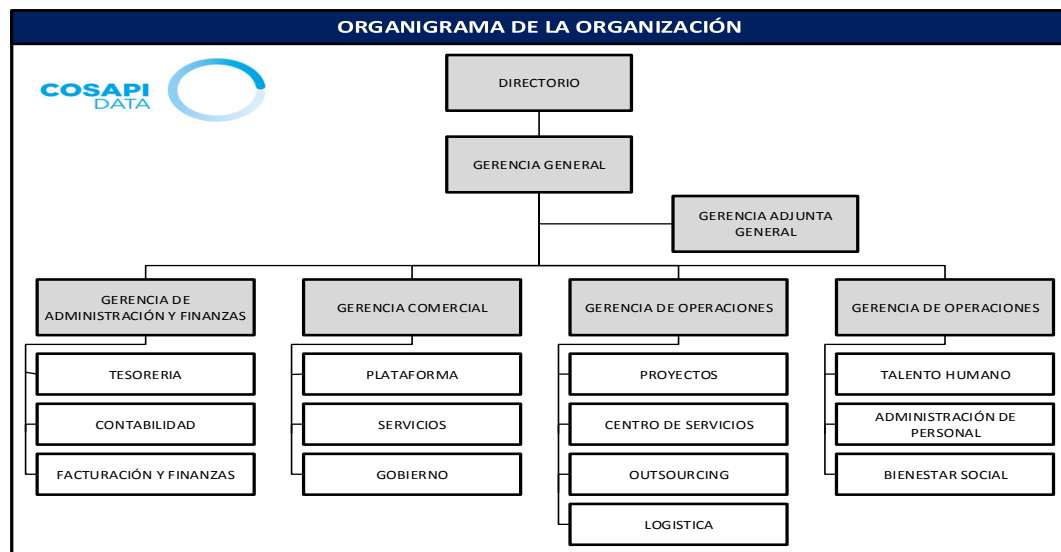 ORGANIGRAMA DE LA ORGANIZACIÓN
COSAPI
DATA
DIRECTORIO
GERENCIA GENERAL
GERENCIA ADJUNTA
GENERAL
GERENCIA DE
ADMINISTRACIÓN Y FINANZAS
GERENCIA COMERCIAL
GERENCIA DE OPERACIONES
GERENCIA DE OPERACIONES
TESORERIA
PLATAFORMA
PROYECTOS
TALENTO HUMANO
CONTABILIDAD
SERVICIOS
CENTRO DE SERVICIOS
ADMINISTRACIÓN DE
PERSONAL
FACTURACIÓN Y FINANZAS
GOBIERNO
OUTSOURCING
BIENESTAR SOCIAL
LOGISTICA